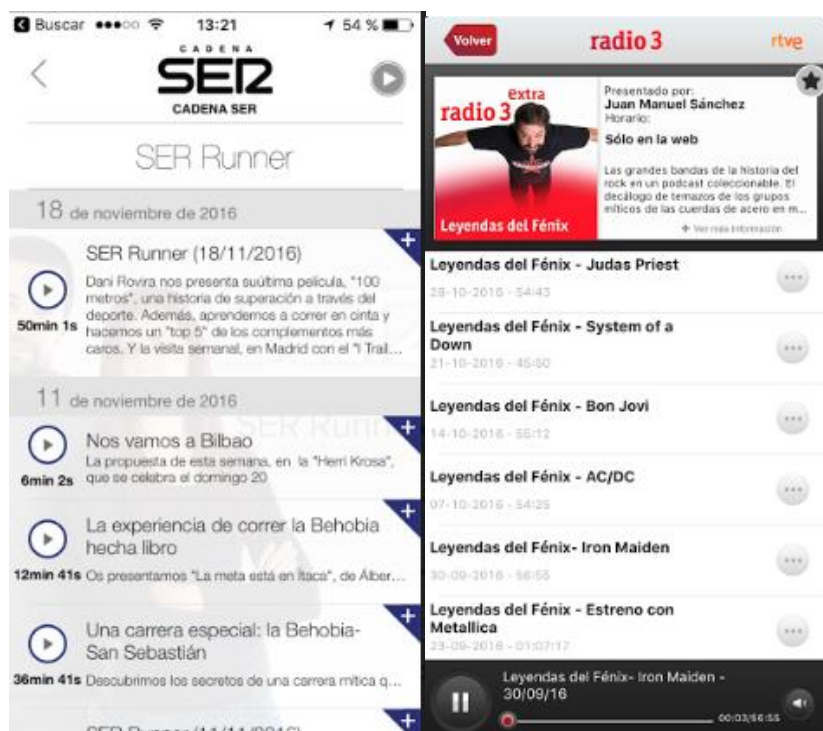 Buscar 13:21 54 %
CADENA
SER
CADENA SER
SER Runner
18 de noviembre de 2016
SER Runner (18/11/2016)
Dani Rovira nos presenta suúltima película, "100
metros", una historia de superación a través del
deporte. Además, aprendemos a correr en cinta y
50min 1s
hacemos un "top 5" de los complementos más
caros. Y la visita semanal, en Madrid con el "I Trail...
11 de noviembre de 2016
Nos vamos a Bilbao
La propuesta de esta semana, en la "Herri Krosa",
6min 2s
que se celebra el domingo 20
La experiencia de correr la Behobia
hecha libro
12min 41s Os presentamos "La meta está en Ítaca", de Álber...
Una carrera especial: la Behobia-
San Sebastián
36min 41s Descubrimos los secretos de una carrera mítica q...
SER Runner (11/11/2016)
Volver
radio 3
rtve
extra
radio 3
Leyendas del Fénix
Presentado por:
Juan Manuel Sánchez
Horario:
Sólo en la web
Las grandes bandas de la historia del
rock en un podcast coleccionable. El
decálogo de temazos de los grupos
míticos de las cuerdas de acero en m...
+ Ver más información
Leyendas del Fénix - Judas Priest
28-10-2016 - 54:43
Leyendas del Fénix - System of a
Down
21-10-2016 - 45:50
Leyendas del Fénix - Bon Jovi
14-10-2016 - 55:12
Leyendas del Fénix - AC/DC
07-10-2016 - 54:25
Leyendas del Fénix- Iron Maiden
30-09-2016 - 56:55
Leyendas del Fénix - Estreno con
Metallica
23-09-2016 - 01:07:17
Leyendas del Fénix- Iron Maiden -
30/09/16
00:03/56:55